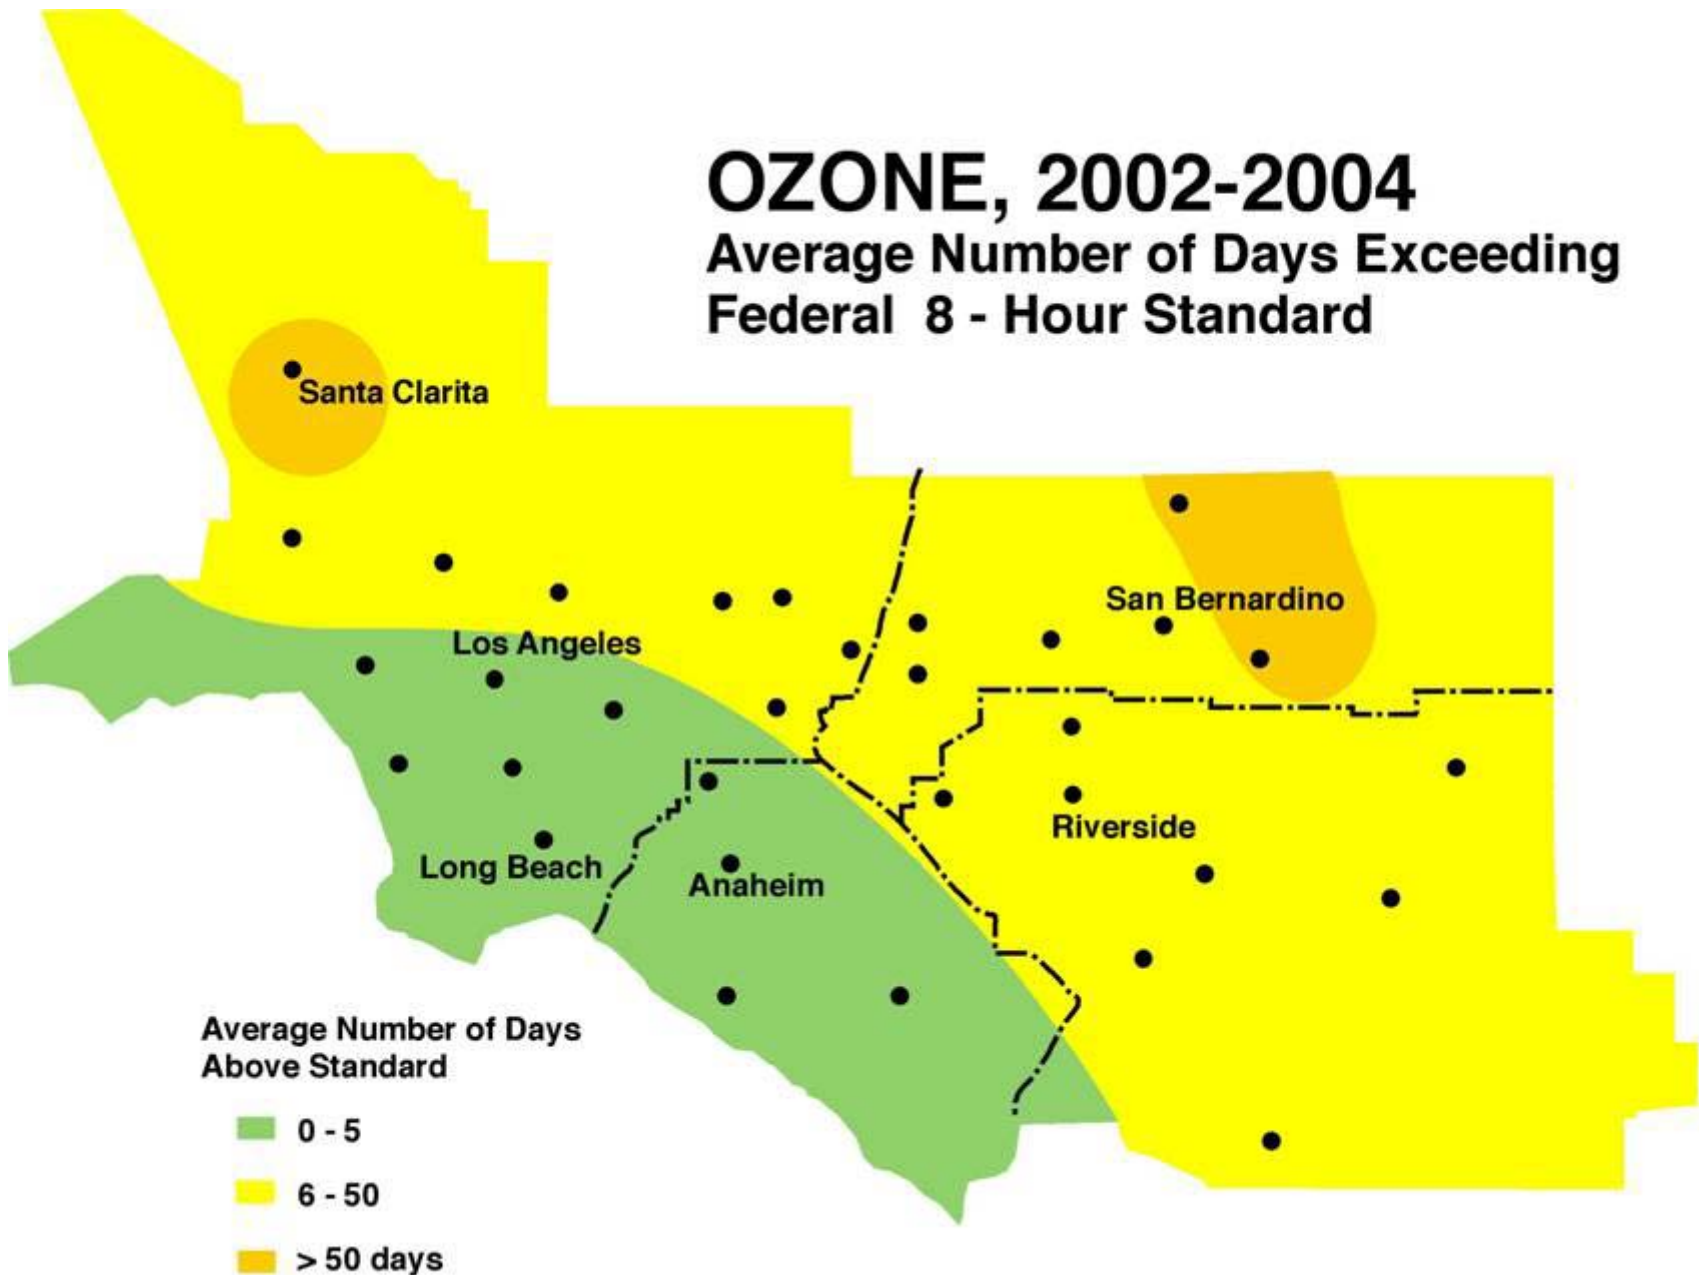 OZONE, 2002-2004
Average Number of Days Exceeding
Federal 8 - Hour Standard
Santa Clarita
San Bernardino
Los Angeles
Riverside
Long Beach
Anaheim
Average Number of Days
Above Standard
0 - 5
6 - 50
> 50 days